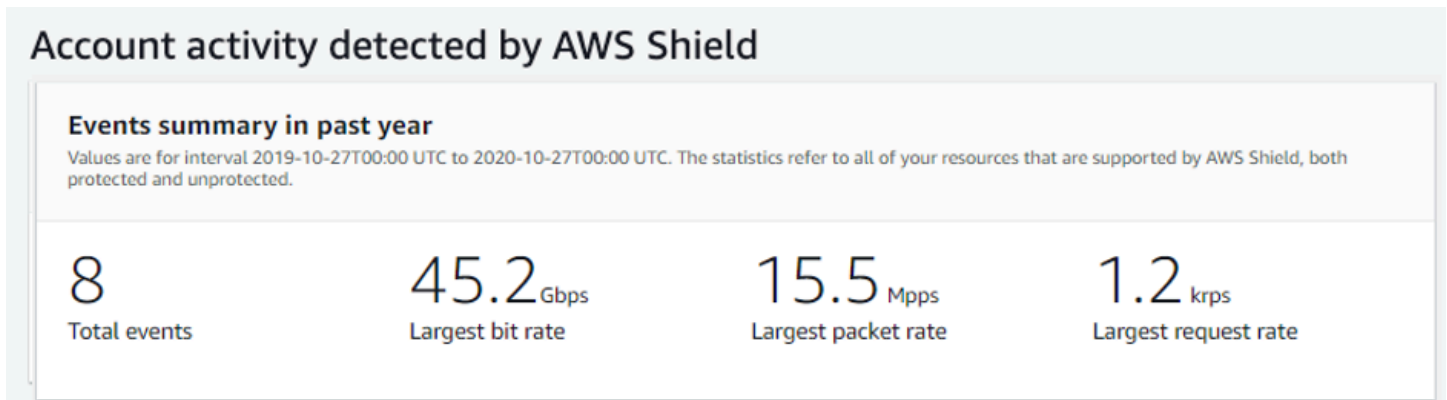 Account activity detected by AWS Shield
Events summary in past year
Values are for interval 2019-10-27T00:00 UTC to 2020-10-27T00:00 UTC. The statistics refer to all of your resources that are supported by AWS Shield, both
protected and unprotected.
8 45.2 Gbps 15.5 Mpps 1.2 krps
Total events Largest bit rate Largest packet rate Largest request rate